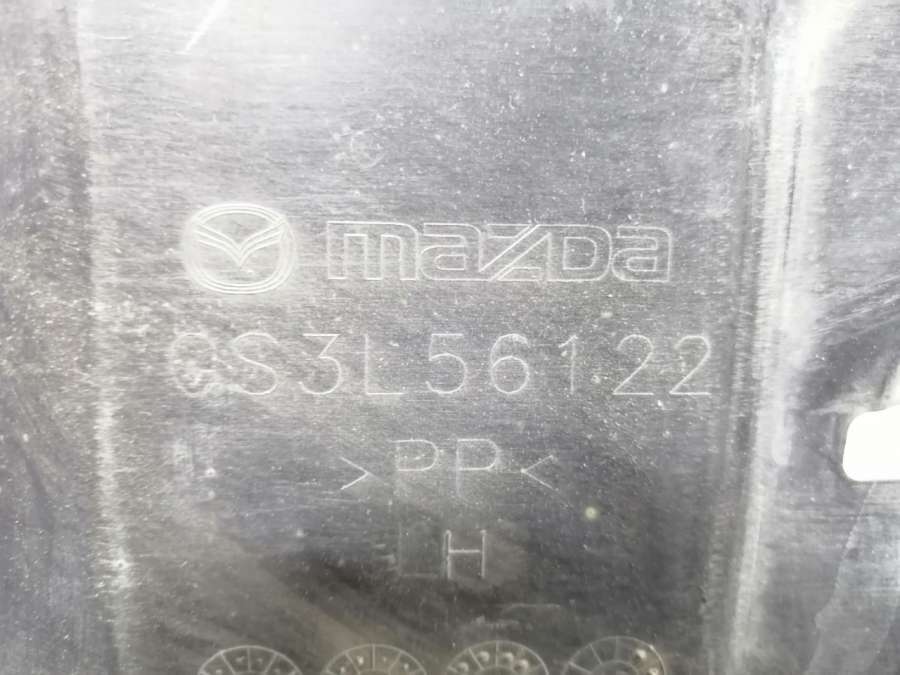 mazda
GS3L56122
>PP<
LH